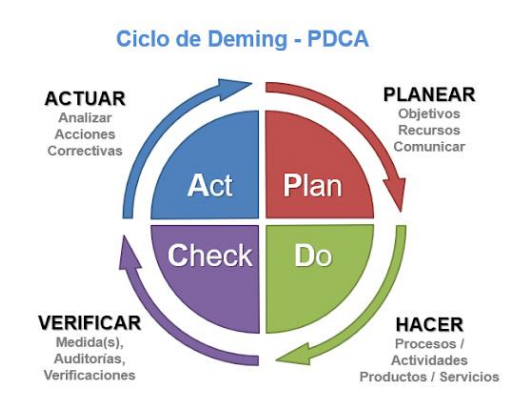 Ciclo de Deming - PDCA
ACTUAR
Analizar
Acciones
Correctivas
PLANEAR
Objetivos
Recursos
Comunicar
Act
Plan
Check
Do
VERIFICAR
Medida(s),
Auditorías,
Verificaciones
HACER
Procesos /
Actividades
Productos / Servicios